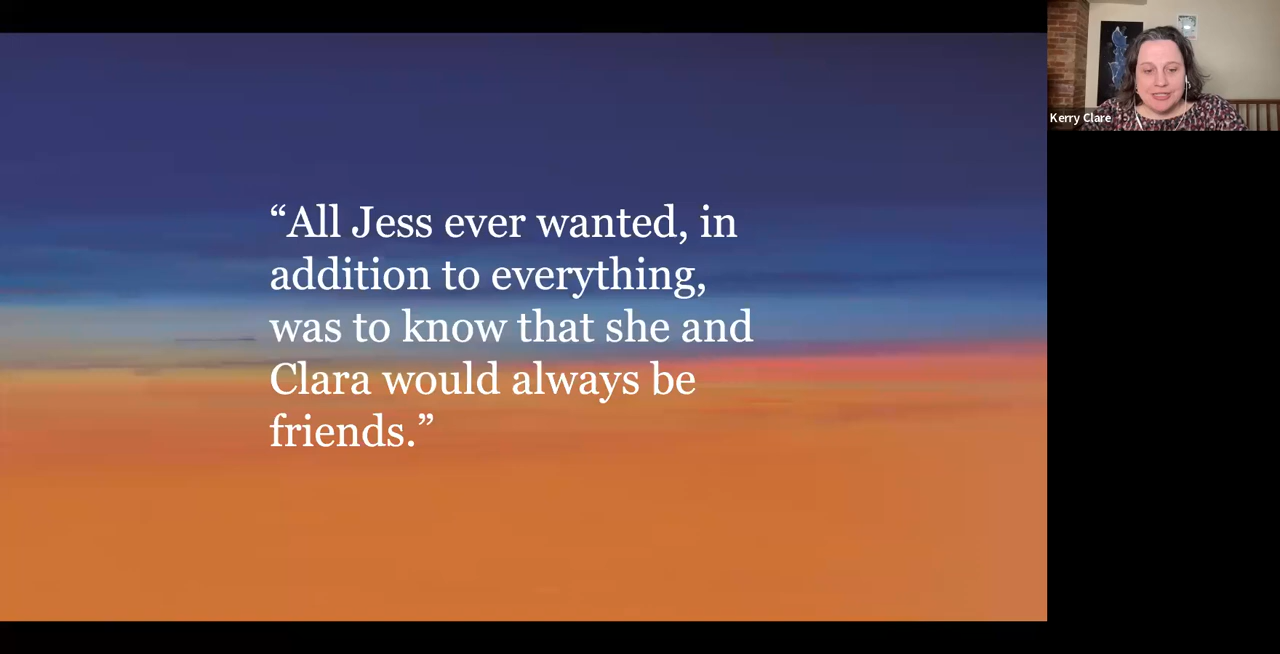 “All Jess ever wanted, in
addition to everything,
was to know that she and
Clara would always be
friends.”
Kerry Clare